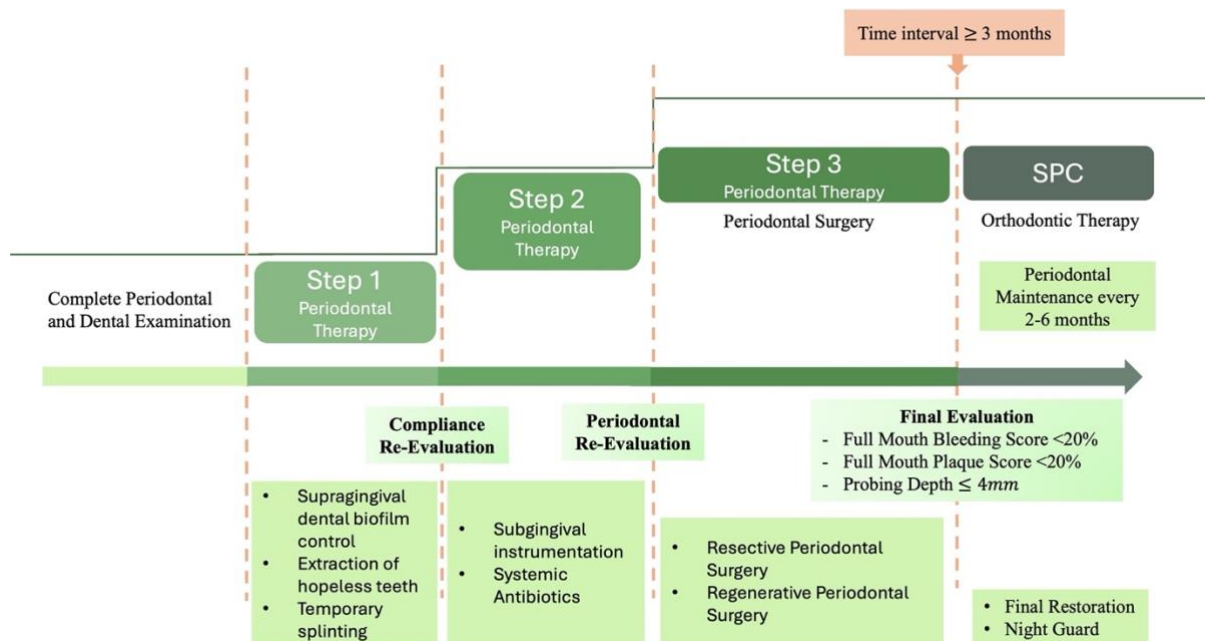 Time interval ≥ 3 months
Step 3
Periodontal Therapy
Periodontal Surgery
SPC
Orthodontic Therapy
Step 2
Periodontal
Therapy
Step 1
Periodontal
Therapy
Complete Periodontal
and Dental Examination
Periodontal
Maintenance every
2-6 months
Compliance
Re-Evaluation
Periodontal
Re-Evaluation
Final Evaluation
- Full Mouth Bleeding Score <20%
- Full Mouth Plaque Score <20%
- Probing Depth ≤ 4mm
• Supragingival
dental biofilm
control
• Extraction of
hopeless teeth
• Temporary
splinting
• Subgingival
instrumentation
• Systemic
Antibiotics
• Resective Periodontal
Surgery
• Regenerative Periodontal
Surgery
• Final Restoration
• Night Guard